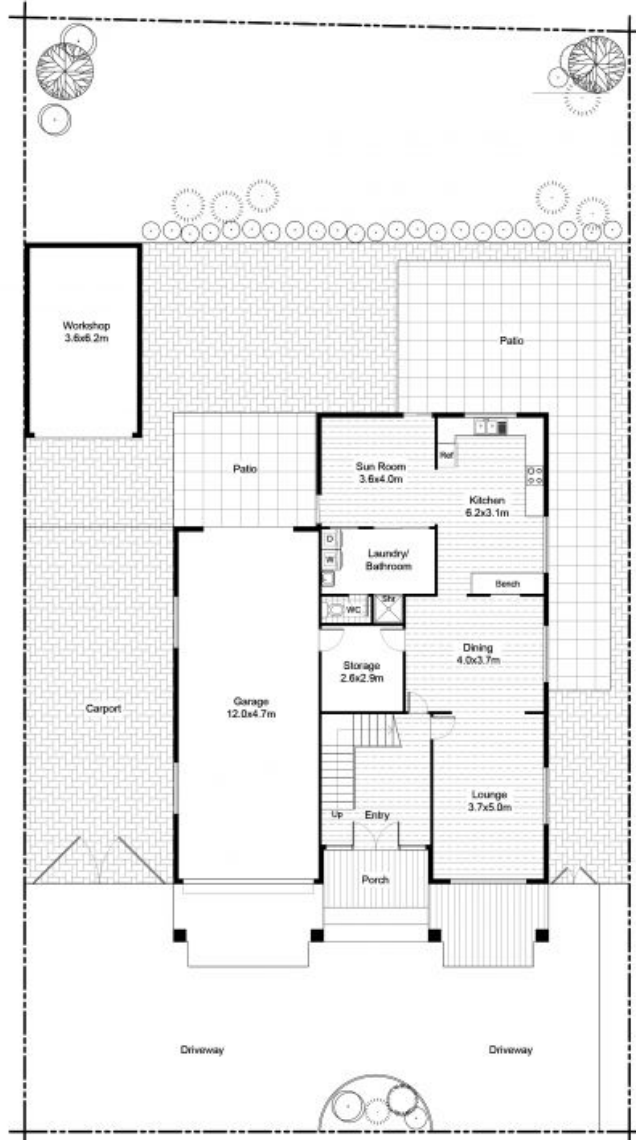 Workshop
3.6x6.2m
Patio
Patio
Sun Room
3.6x4.0m
Ref
Kitchen
6.2x3.1m
D
W
Laundry/
Bathroom
Bench
WC
Shr
Dining
4.0x3.7m
Storage
2.6x2.9m
Garage
12.0x4.7m
Carport
Lounge
3.7x5.0m
Up
Entry
Porch
Driveway
Driveway